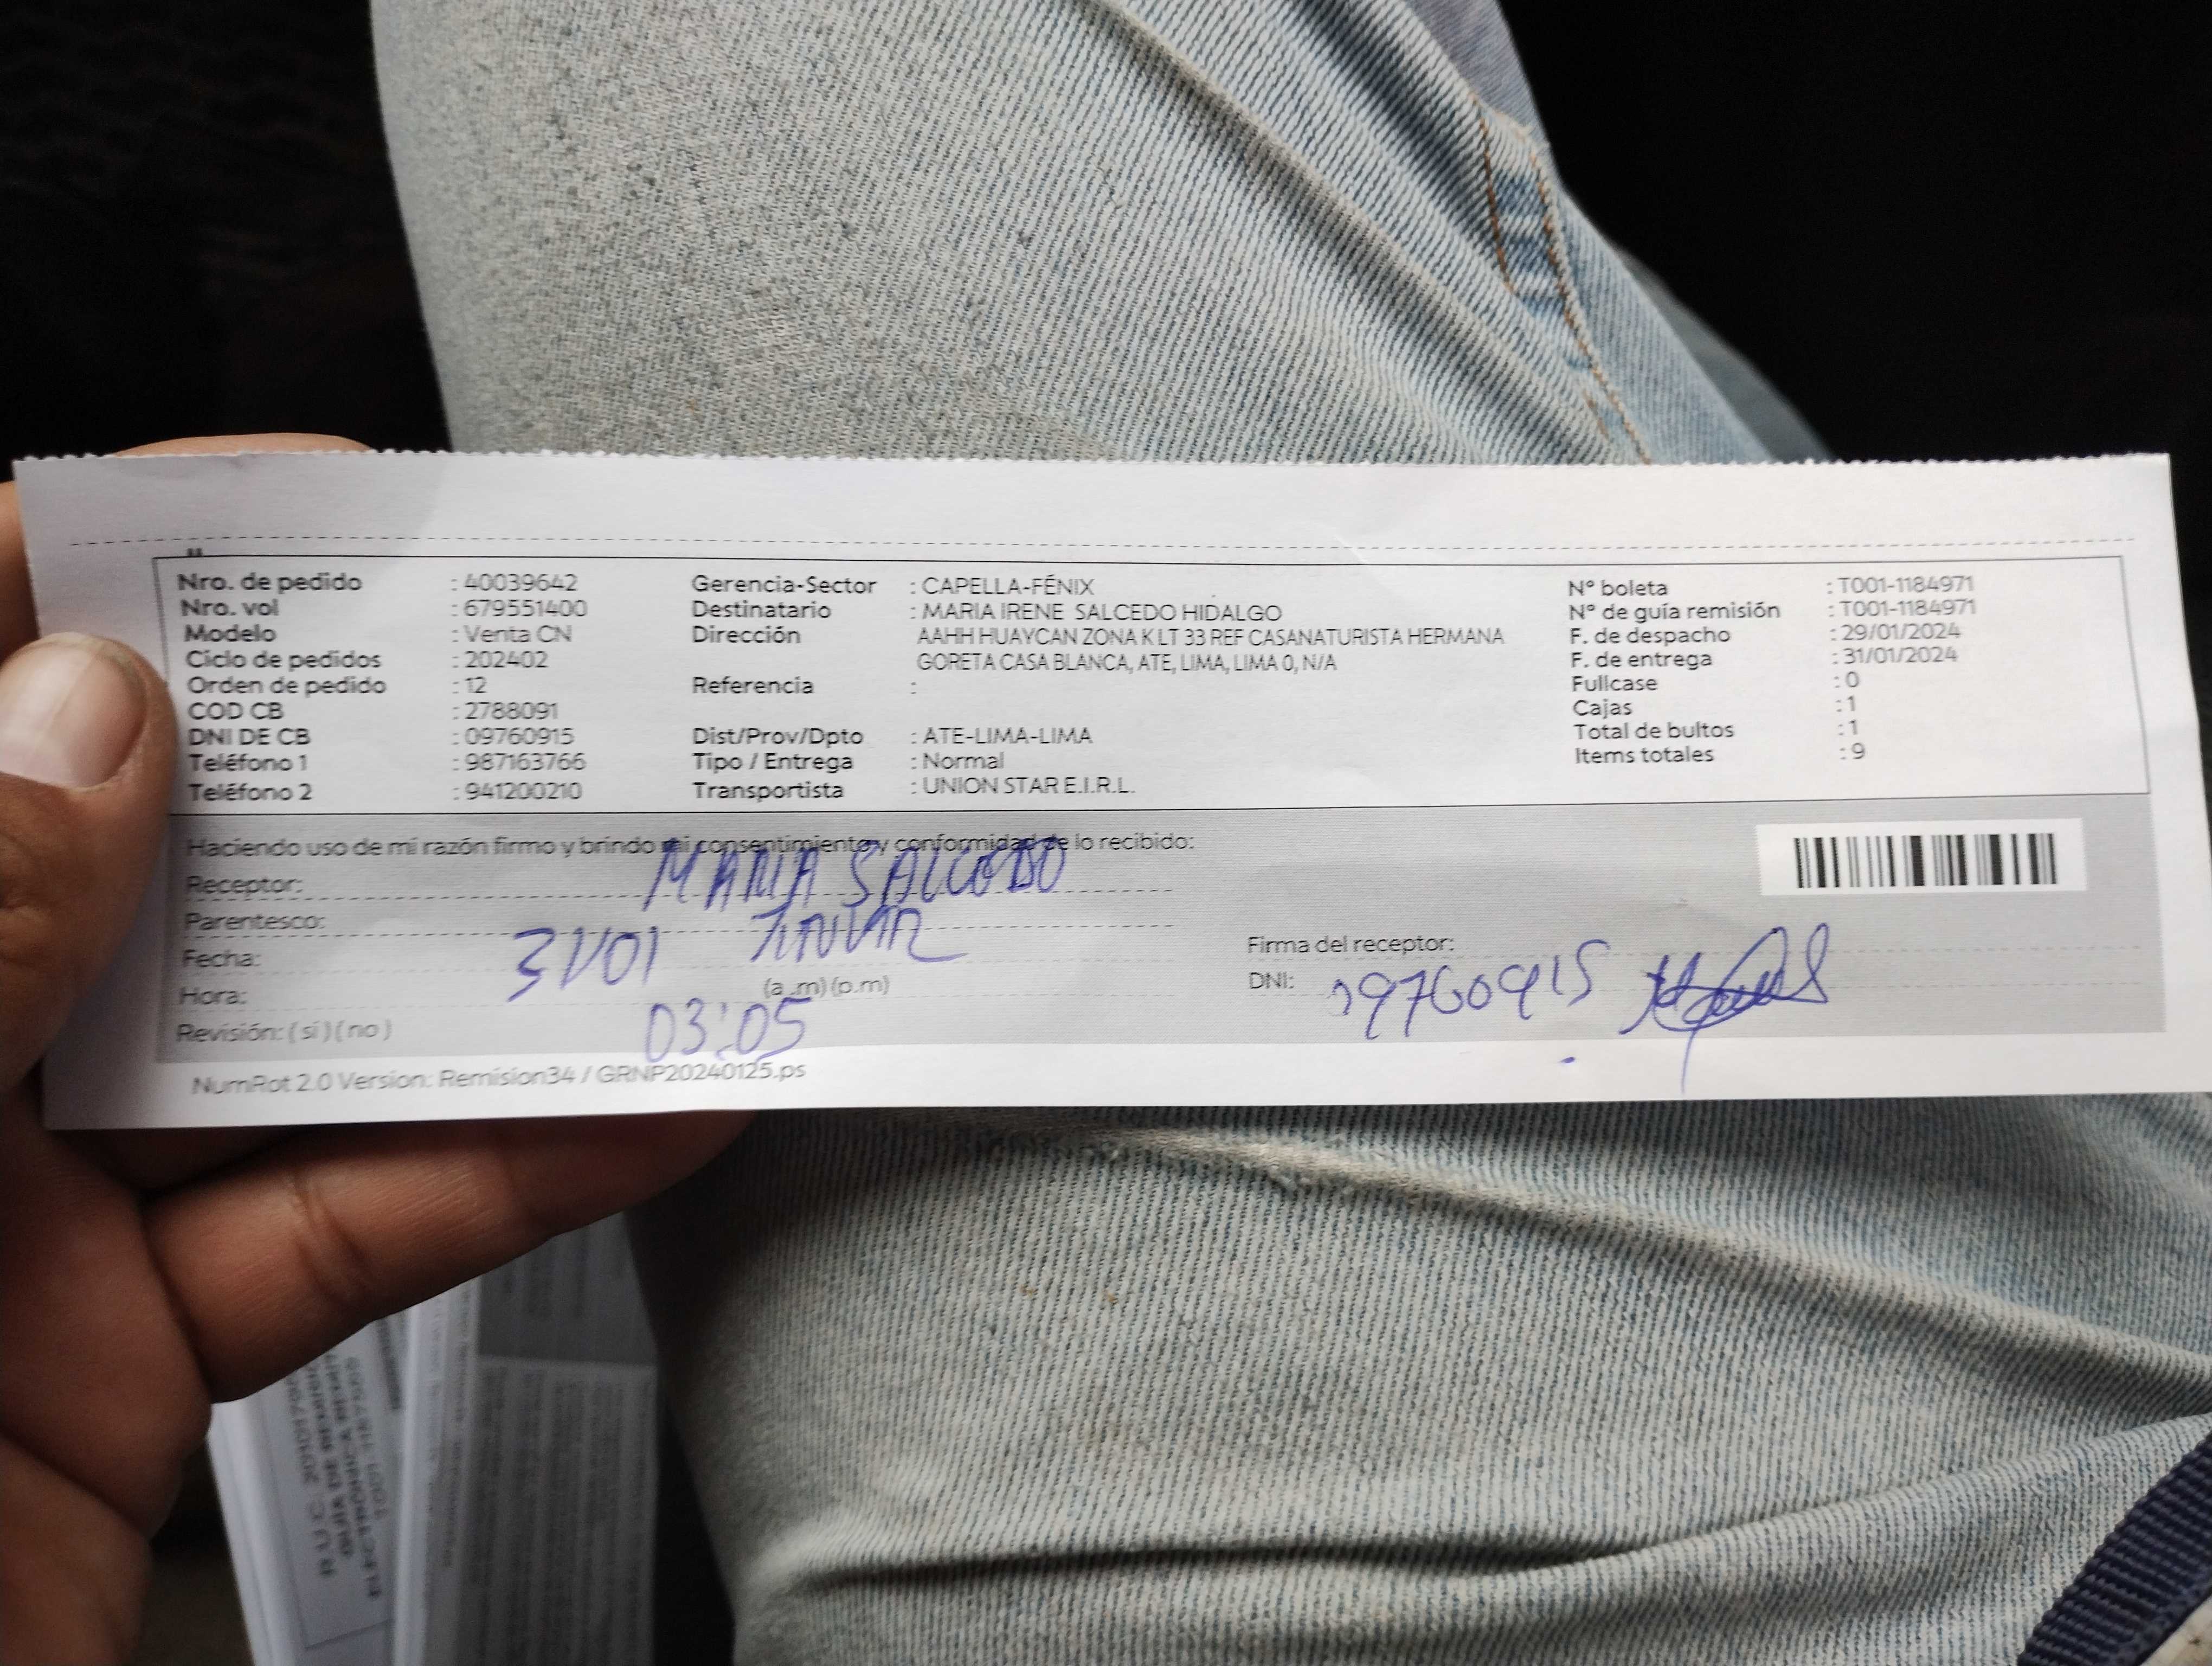 Nro. de pedido : 40039642
Nro. vol : 679551400
Modelo : Venta CN
Ciclo de pedidos : 202402
Orden de pedido : 12
COD CB : 2788091
DNI DE CB : 09760915
Teléfono 1 : 987163766
Teléfono 2 : 941200210
Gerencia-Sector : CAPELLA-FÉNIX
Destinatario : MARIA IRENE SALCEDO HIDALGO
Dirección AAHH HUAYCAN ZONA K LT 33 REF CASANATURISTA HERMANA
GORETA CASA BLANCA, ATE, LIMA, LIMA 0, N/A
Referencia :
Dist/Prov/Dpto : ATE-LIMA-LIMA
Tipo / Entrega : Normal
Transportista : UNION STAR E.I.R.L.
N° boleta : T001-1184971
N° de guía remisión : T001-1184971
F. de despacho : 29/01/2024
F. de entrega : 31/01/2024
Fullcase : 0
Cajas : 1
Total de bultos : 1
Items totales : 9
Haciendo uso de mi razón firmo y brindo mi consentimiento y conformidad de lo recibido:
Receptor: MARIA SALCEDO
Parentesco:
Fecha: 31/01
Hora: 03:05 (a .m) (p.m)
Revisión: ( si ) ( no )
Firma del receptor:
DNI: 09760915
NumRot 2.0 Version: Remision34 / GRNP20240125.ps
GUIA DE
R U C
T001